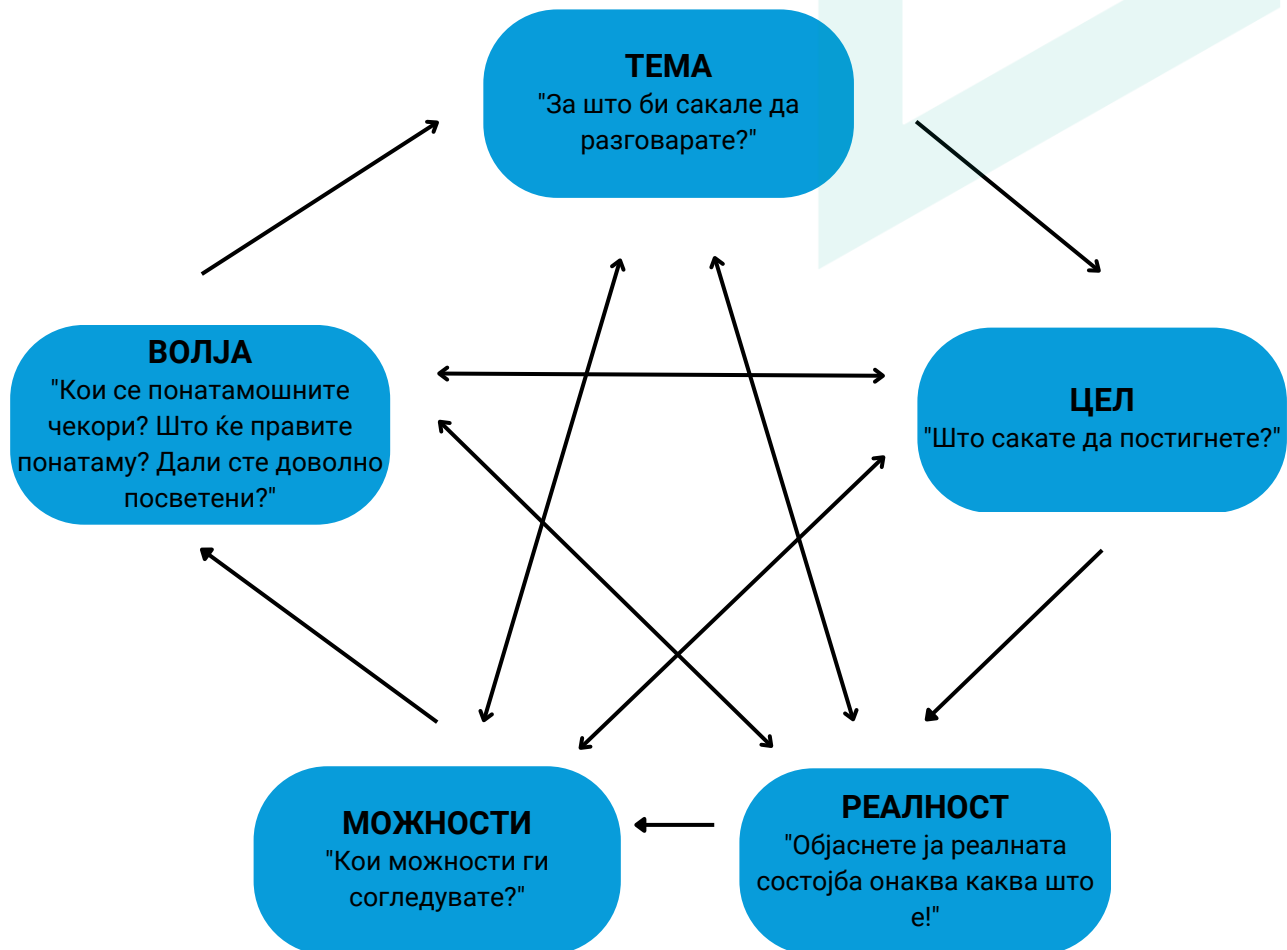 ТЕМА
"За што би сакале да
разговарате?"
ВОЛЈА
"Кои се понатамошните
чекори? Што ќе правите
понатаму? Дали сте доволно
посветени?"
ЦЕЛ
"Што сакате да постигнете?"
МОЖНОСТИ
"Кои можности ги
согледувате?"
РЕАЛНОСТ
"Објаснете ја реалната
состојба онаква каква што
е!"